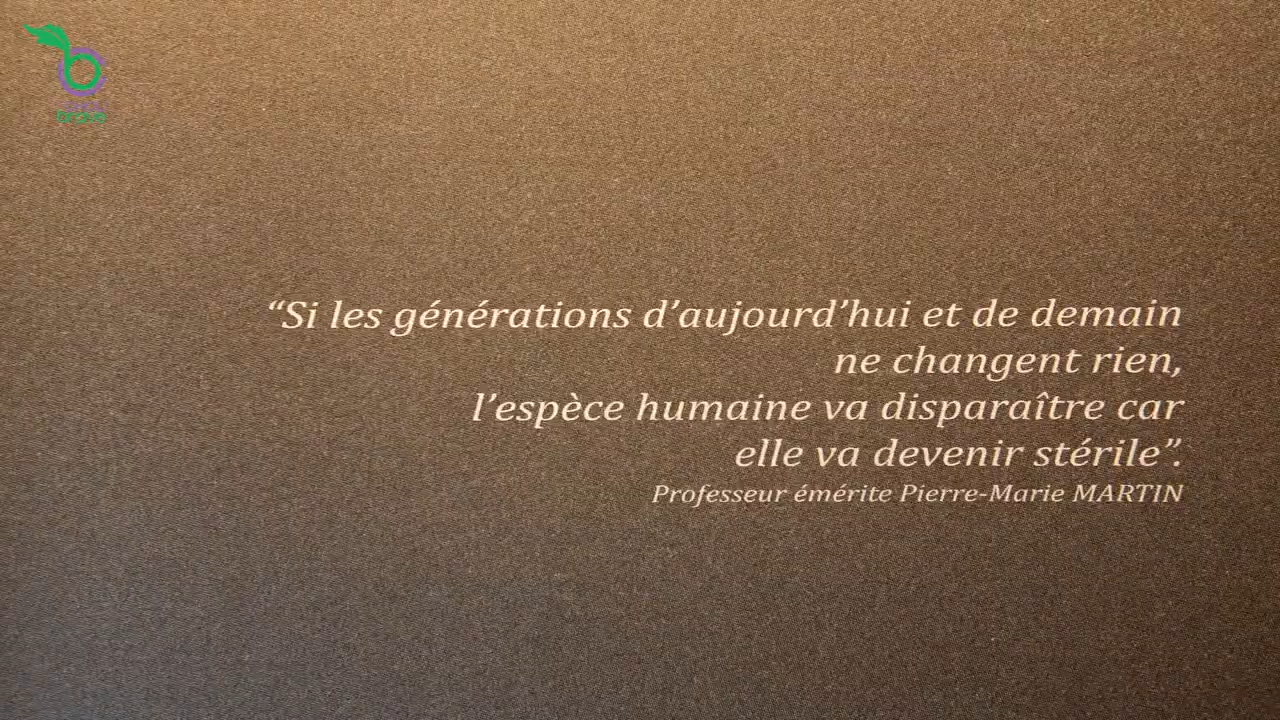 brave
“Si les générations d’aujourd’hui et de demain
ne changent rien,
l’espèce humaine va disparaître car
elle va devenir stérile”.
Professeur émérite Pierre-Marie MARTIN